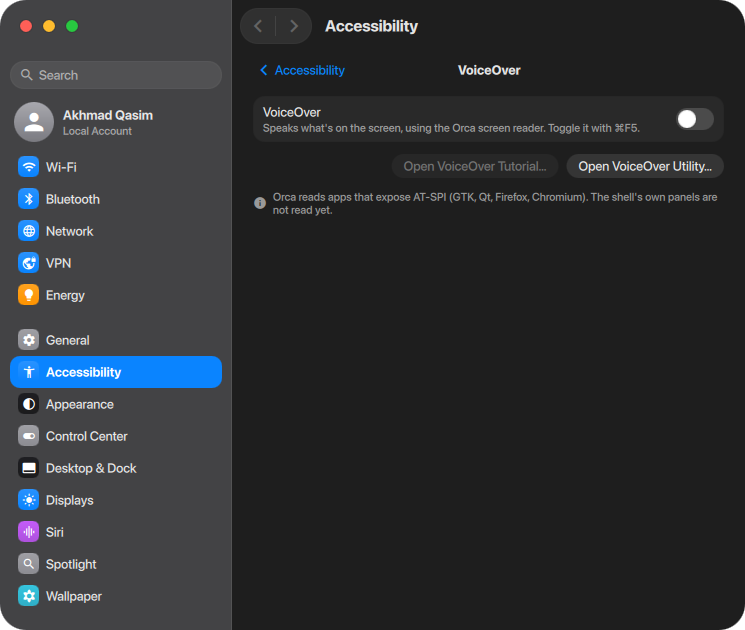 Search
Akhmad Qasim
Local Account
Wi-Fi
Bluetooth
Network
VPN
Energy
General
Accessibility
Appearance
Control Center
Desktop & Dock
Displays
Siri
Spotlight
Wallpaper
Accessibility
Accessibility
VoiceOver
VoiceOver
Speaks what's on the screen, using the Orca screen reader. Toggle it with ⌘F5.
Open VoiceOver Tutorial...
Open VoiceOver Utility...
Orca reads apps that expose AT-SPI (GTK, Qt, Firefox, Chromium). The shell's own panels are
not read yet.